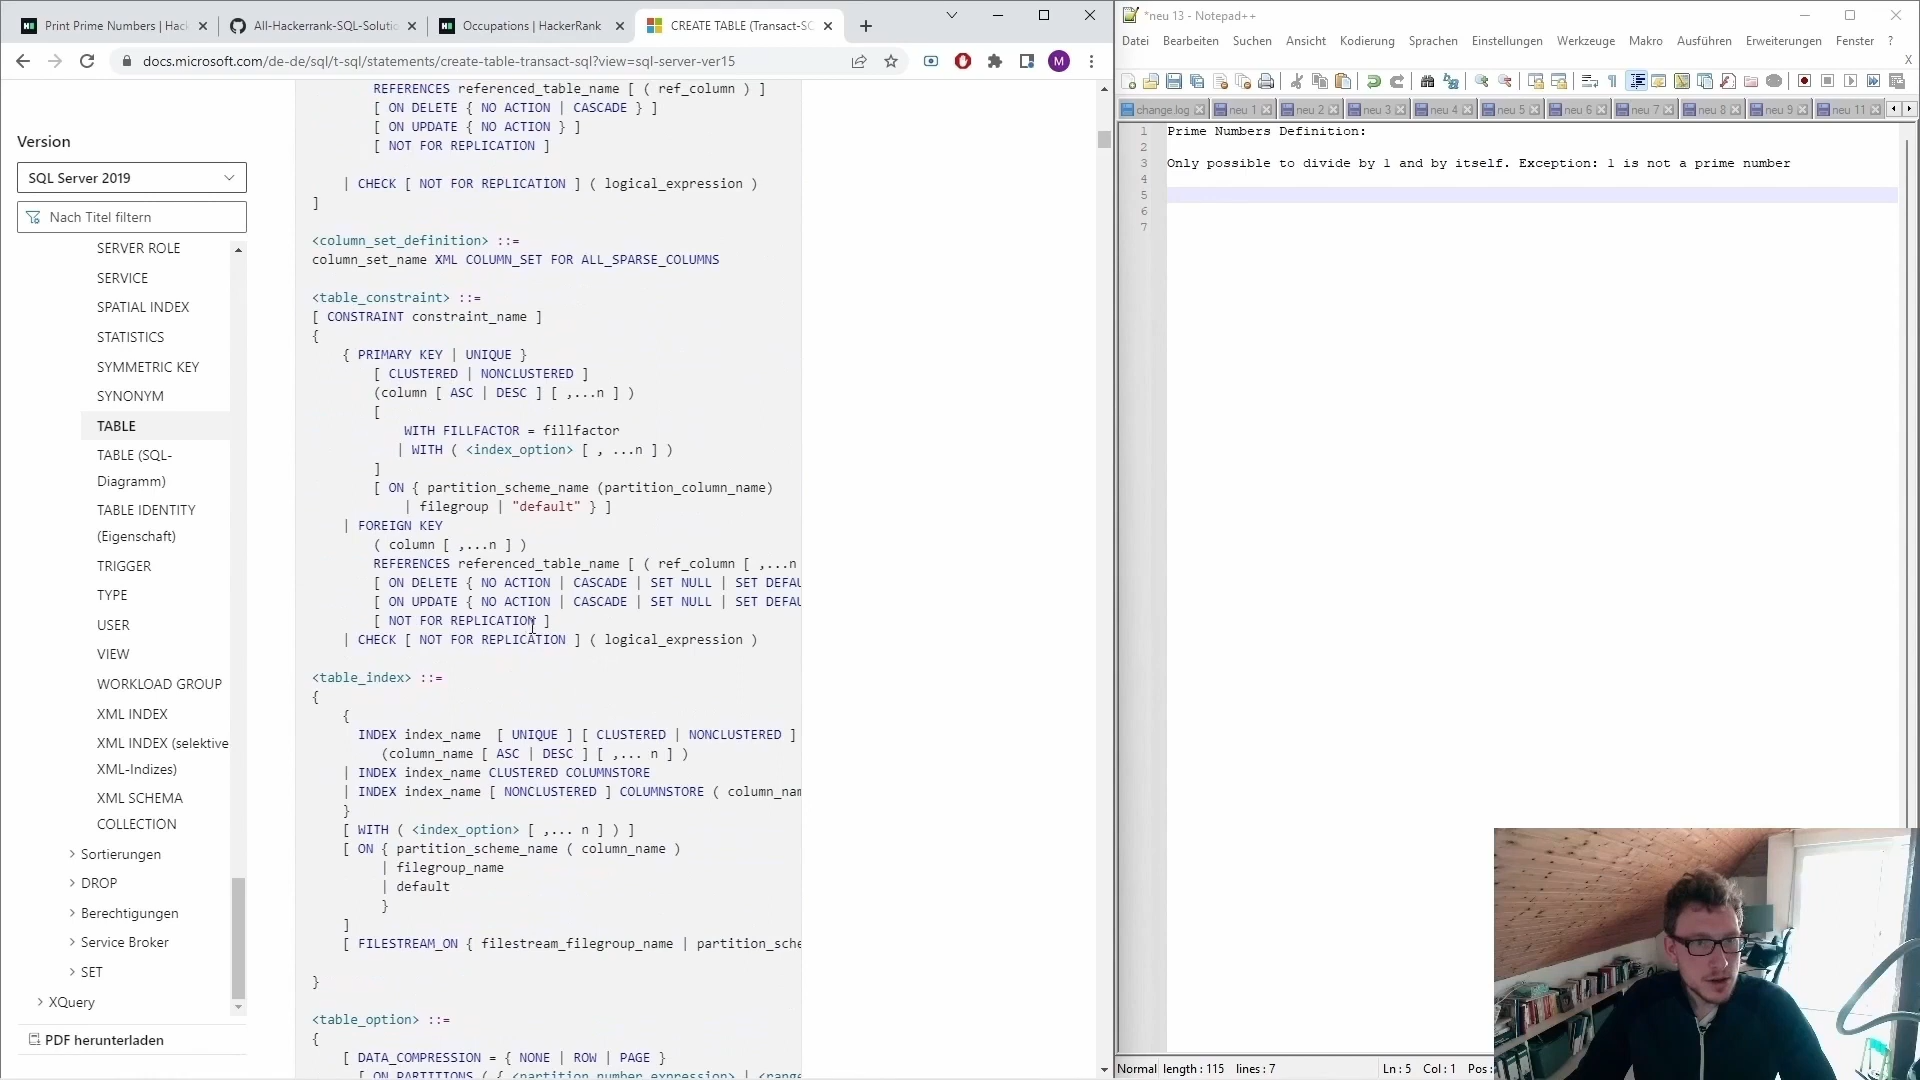 Print Prime Numbers | Hack
All-Hackerrank-SQL-Solutio
Occupations | HackerRank
CREATE TABLE (Transact-SQ
docs.microsoft.com/de-de/sql/t-sql/statements/create-table-transact-sql?view=sql-server-ver15
M
Version
SQL Server 2019
Nach Titel filtern
SERVER ROLE
SERVICE
SPATIAL INDEX
STATISTICS
SYMMETRIC KEY
SYNONYM
TABLE
TABLE (SQL-
Diagramm)
TABLE IDENTITY
(Eigenschaft)
TRIGGER
TYPE
USER
VIEW
WORKLOAD GROUP
XML INDEX
XML INDEX (selektive
XML-Indizes)
XML SCHEMA
COLLECTION
Sortierungen
DROP
Berechtigungen
Service Broker
SET
XQuery
PDF herunterladen
REFERENCES referenced_table_name [ ( ref_column ) ]
[ ON DELETE { NO ACTION | CASCADE } ]
[ ON UPDATE { NO ACTION } ]
[ NOT FOR REPLICATION ]
| CHECK [ NOT FOR REPLICATION ] ( logical_expression )
]
<column_set_definition> ::=
column_set_name XML COLUMN_SET FOR ALL_SPARSE_COLUMNS
<table_constraint> ::=
[ CONSTRAINT constraint_name ]
{
{ PRIMARY KEY | UNIQUE }
[ CLUSTERED | NONCLUSTERED ]
(column [ ASC | DESC ] [ ,...n ] )
[
WITH FILLFACTOR = fillfactor
| WITH ( <index_option> [ , ...n ] )
]
[ ON { partition_scheme_name (partition_column_name)
| filegroup | "default" } ]
| FOREIGN KEY
( column [ ,...n ] )
REFERENCES referenced_table_name [ ( ref_column [ ,...n
[ ON DELETE { NO ACTION | CASCADE | SET NULL | SET DEFAU
[ ON UPDATE { NO ACTION | CASCADE | SET NULL | SET DEFAU
[ NOT FOR REPLICATION ]
| CHECK [ NOT FOR REPLICATION ] ( logical_expression )
<table_index> ::=
{
{
INDEX index_name [ UNIQUE ] [ CLUSTERED | NONCLUSTERED ]
(column_name [ ASC | DESC ] [ ,... n ] )
| INDEX index_name CLUSTERED COLUMNSTORE
| INDEX index_name [ NONCLUSTERED ] COLUMNSTORE ( column_nam
}
[ WITH ( <index_option> [ ,... n ] ) ]
[ ON { partition_scheme_name ( column_name )
| filegroup_name
| default
}
]
[ FILESTREAM_ON { filestream_filegroup_name | partition_sche
}
<table_option> ::=
{
[ DATA_COMPRESSION = { NONE | ROW | PAGE }
[ ON PARTITIONS ( { <partition_number_expression> | <range
*neu 13 - Notepad++
Datei Bearbeiten Suchen Ansicht Kodierung Sprachen Einstellungen Werkzeuge Makro Ausführen Erweiterungen Fenster ?
X
change.log neu 1 neu 2 neu 3 neu 4 neu 5 neu 6 neu 7 neu 8 neu 9 neu 11
1 Prime Numbers Definition:
2
3 Only possible to divide by 1 and by itself. Exception: 1 is not a prime number
4
5
6
7
Normal length : 115 lines : 7 Ln : 5 Col : 1 Pos :